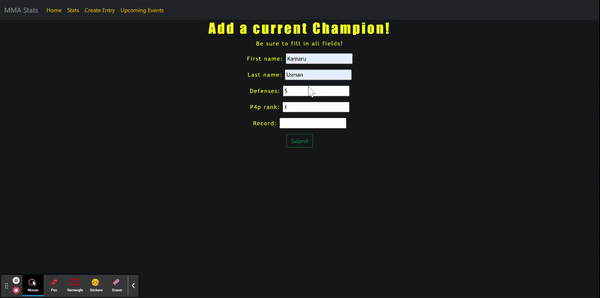 MMA Stats Home Stats Create Entry Upcoming Events
Add a current Champion!
Be sure to fill in all fields!
First name: Kamaru
Last name: Usman
Defenses: 5
P4p rank: 1
Record:
Submit
Mouse Pen Rectangle Stickers Eraser